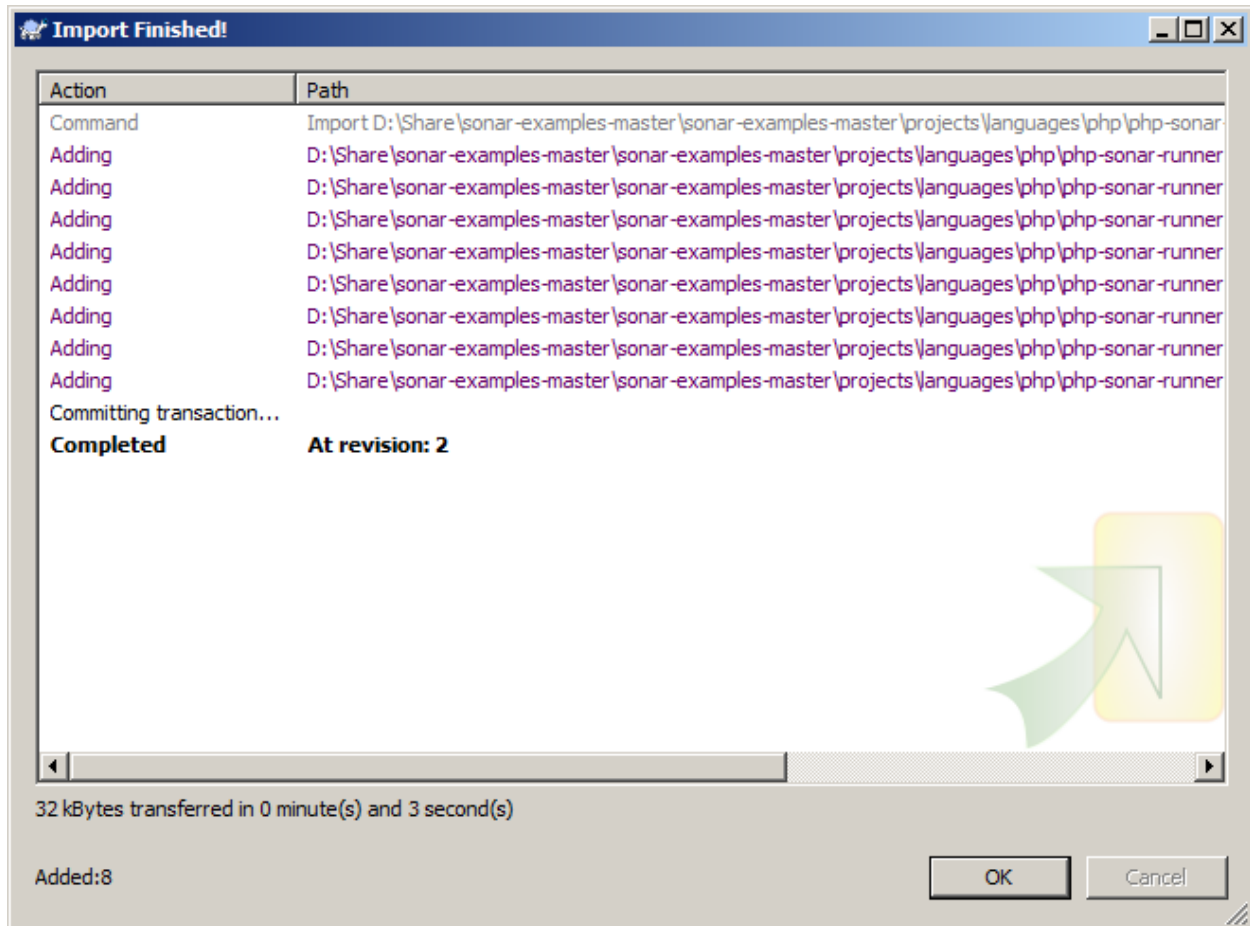 Import Finished!
Action Path
Command Import D:\Share\sonar-examples-master\sonar-examples-master\projects\languages\php\php-sonar-
Adding D:\Share\sonar-examples-master\sonar-examples-master\projects\languages\php\php-sonar-runner
Adding D:\Share\sonar-examples-master\sonar-examples-master\projects\languages\php\php-sonar-runner
Adding D:\Share\sonar-examples-master\sonar-examples-master\projects\languages\php\php-sonar-runner
Adding D:\Share\sonar-examples-master\sonar-examples-master\projects\languages\php\php-sonar-runner
Adding D:\Share\sonar-examples-master\sonar-examples-master\projects\languages\php\php-sonar-runner
Adding D:\Share\sonar-examples-master\sonar-examples-master\projects\languages\php\php-sonar-runner
Adding D:\Share\sonar-examples-master\sonar-examples-master\projects\languages\php\php-sonar-runner
Adding D:\Share\sonar-examples-master\sonar-examples-master\projects\languages\php\php-sonar-runner
Committing transaction...
Completed At revision: 2
32 kBytes transferred in 0 minute(s) and 3 second(s)
Added:8 OK Cancel